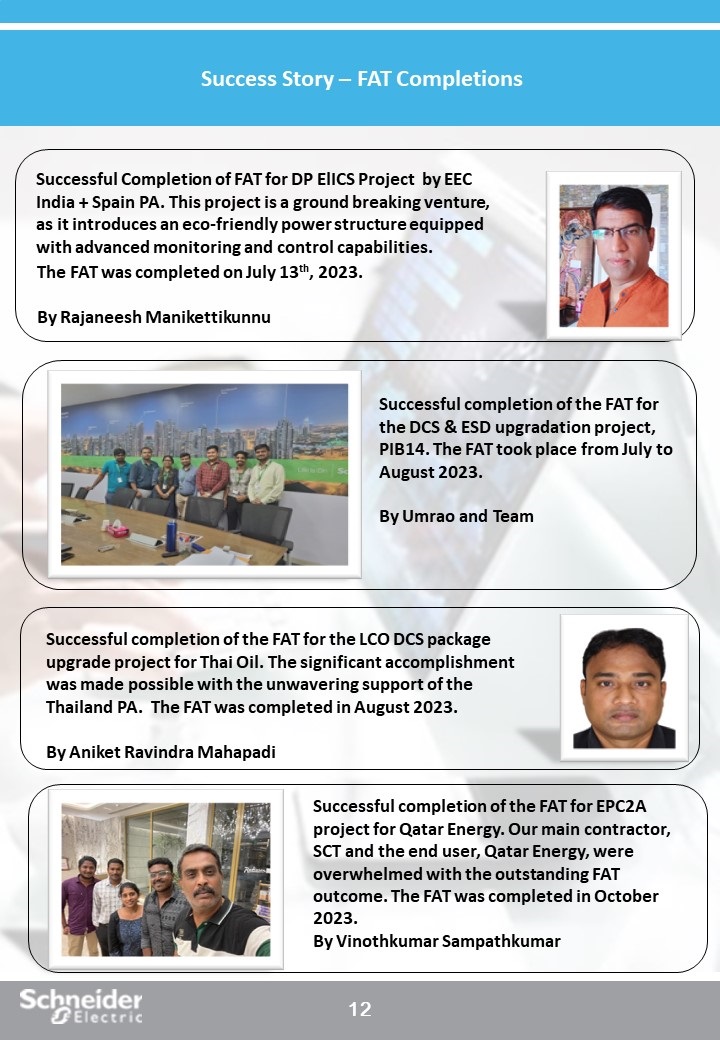 Success Story – FAT Completions
Successful Completion of FAT for DP ElICS Project  by EEC
India + Spain PA. This project is a ground breaking venture,
as it introduces an eco-friendly power structure equipped
with advanced monitoring and control capabilities.
The FAT was completed on July 13th, 2023.
By Rajaneesh Manikettikunnu
Successful completion of the FAT for
the DCS & ESD upgradation project,
PIB14. The FAT took place from July to
August 2023.
By Umrao and Team
Successful completion of the FAT for the LCO DCS package
upgrade project for Thai Oil. The significant accomplishment
was made possible with the unwavering support of the
Thailand PA.  The FAT was completed in August 2023.
By Aniket Ravindra Mahapadi
Successful completion of the FAT for EPC2A
project for Qatar Energy. Our main contractor,
SCT and the end user, Qatar Energy, were
overwhelmed with the outstanding FAT
outcome. The FAT was completed in October
2023.
By Vinothkumar Sampathkumar
Schneider
Electric
12